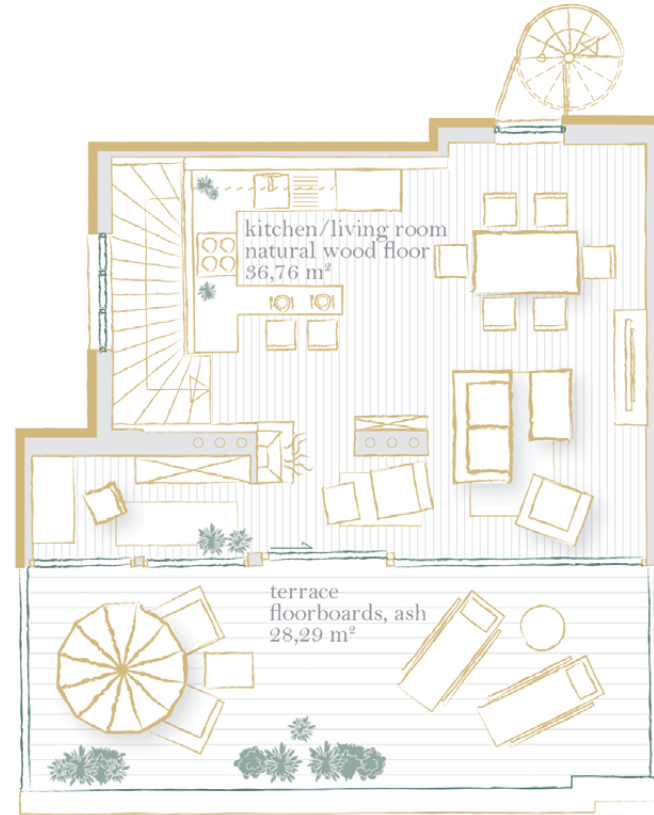 kitchen/living room
natural wood floor
36,76 m²
terrace
floorboards, ash
28,29 m²